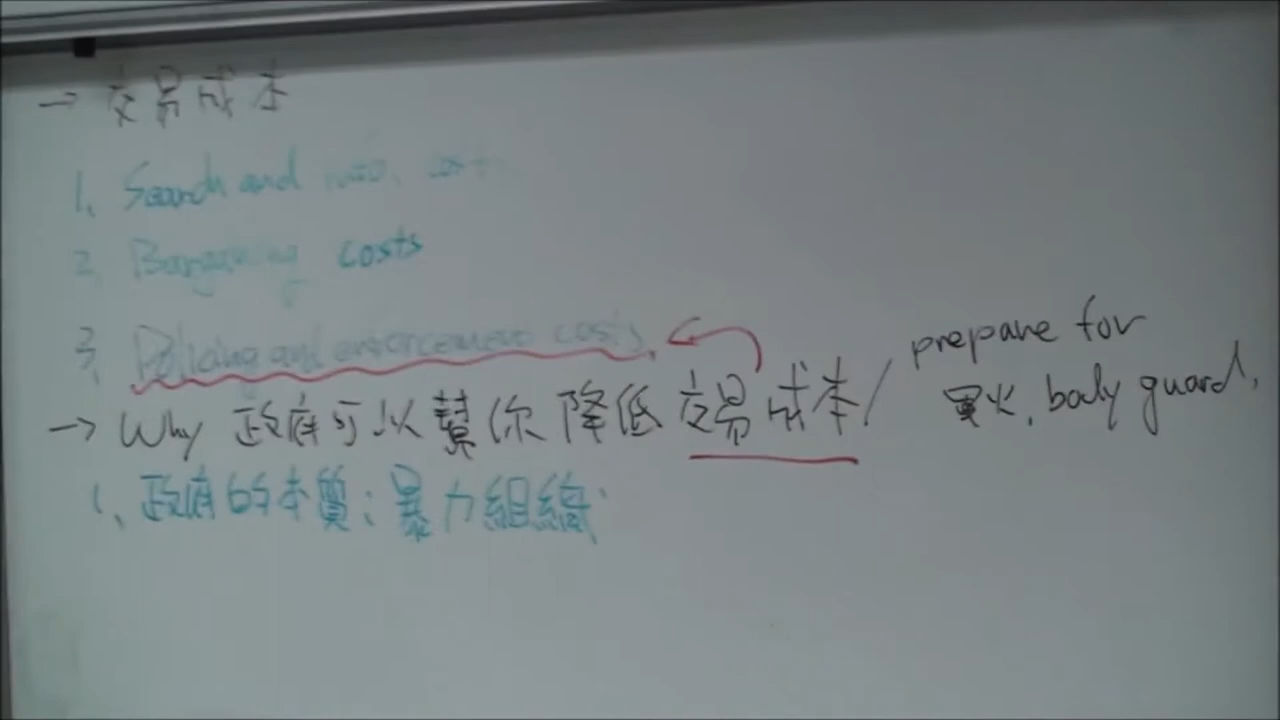 → 交易成本
1. Search and info. cost
2. Bargaining costs
3. Policing and enforcement costs.
→ Why 政府可以幫你降低交易成本/
prepare for
軍火, body guard,
1、政府的本質:暴力組織